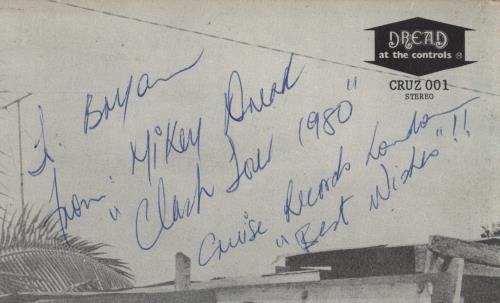 DREAD
at the controls
CRUZ 001
STEREO
T. Bryan
From: Mikey Dread
"Clash Tour 1980"
Cruise Records London
"Best Wishes"!!